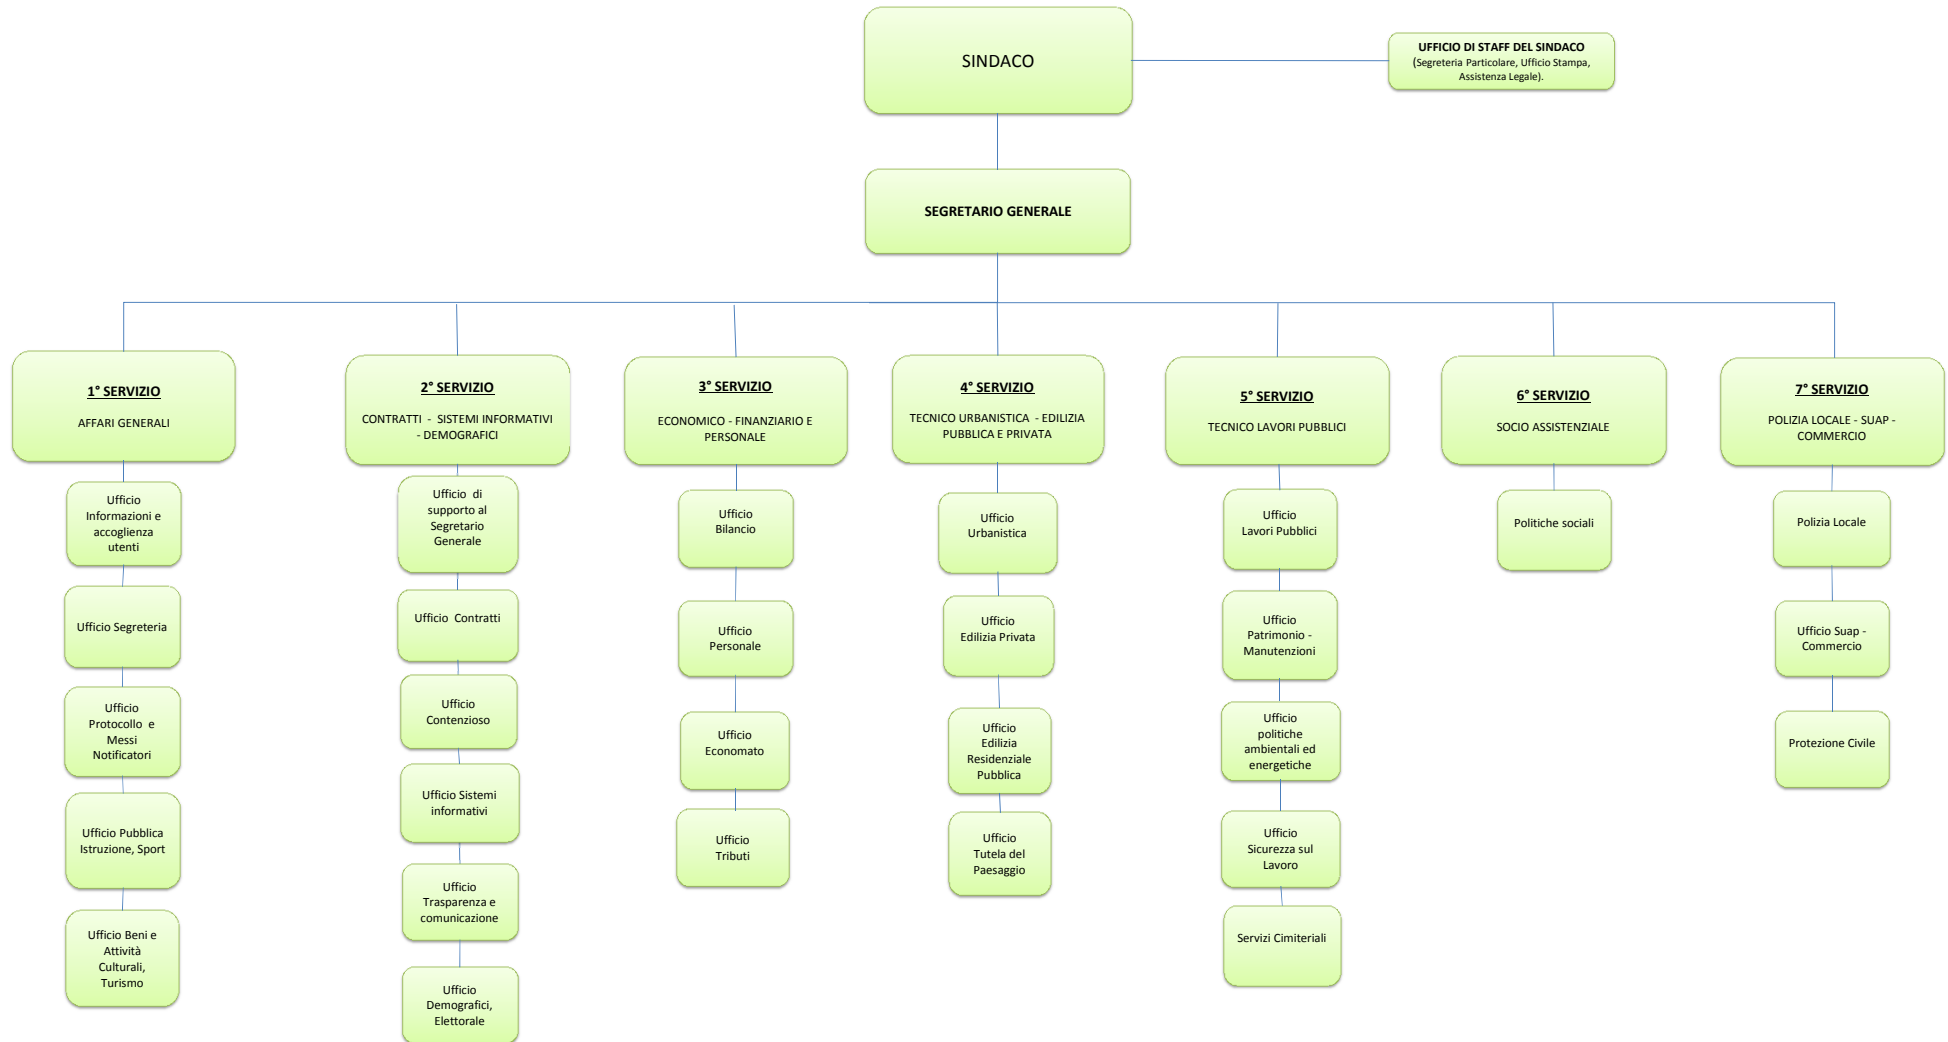 SINDACO
UFFICIO DI STAFF DEL SINDACO
(Segreteria Particolare, Ufficio Stampa,
Assistenza Legale).
SEGRETARIO GENERALE
1° SERVIZIO
AFFARI GENERALI
2° SERVIZIO
CONTRATTI - SISTEMI INFORMATIVI
- DEMOGRAFICI
3° SERVIZIO
ECONOMICO - FINANZIARIO E
PERSONALE
4° SERVIZIO
TECNICO URBANISTICA - EDILIZIA
PUBBLICA E PRIVATA
5° SERVIZIO
TECNICO LAVORI PUBBLICI
6° SERVIZIO
SOCIO ASSISTENZIALE
7° SERVIZIO
POLIZIA LOCALE - SUAP -
COMMERCIO
Ufficio
Informazioni e
accoglienza
utenti
Ufficio Segreteria
Ufficio
Protocollo e
Messi
Notificatori
Ufficio Pubblica
Istruzione, Sport
Ufficio Beni e
Attività
Culturali,
Turismo
Ufficio di
supporto al
Segretario
Generale
Ufficio Contratti
Ufficio
Contenzioso
Ufficio Sistemi
informativi
Ufficio
Trasparenza e
comunicazione
Ufficio
Demografici,
Elettorale
Ufficio
Bilancio
Ufficio
Personale
Ufficio
Economato
Ufficio
Tributi
Ufficio
Urbanistica
Ufficio
Edilizia Privata
Ufficio
Edilizia
Residenziale
Pubblica
Ufficio
Tutela del
Paesaggio
Ufficio
Lavori Pubblici
Ufficio
Patrimonio -
Manutenzioni
Ufficio
politiche
ambientali ed
energetiche
Ufficio
Sicurezza sul
Lavoro
Servizi Cimiteriali
Politiche sociali
Polizia Locale
Ufficio Suap -
Commercio
Protezione Civile